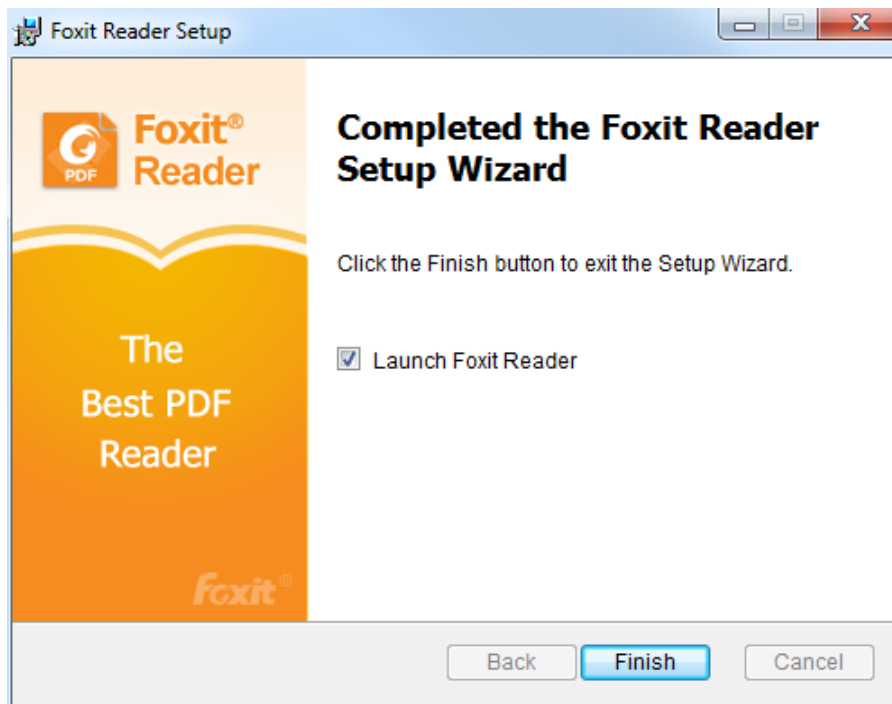 Foxit Reader Setup
Foxit®
Reader
PDF
Completed the Foxit Reader
Setup Wizard
Click the Finish button to exit the Setup Wizard.
Launch Foxit Reader
The
Best PDF
Reader
Foxit®
Back Finish Cancel